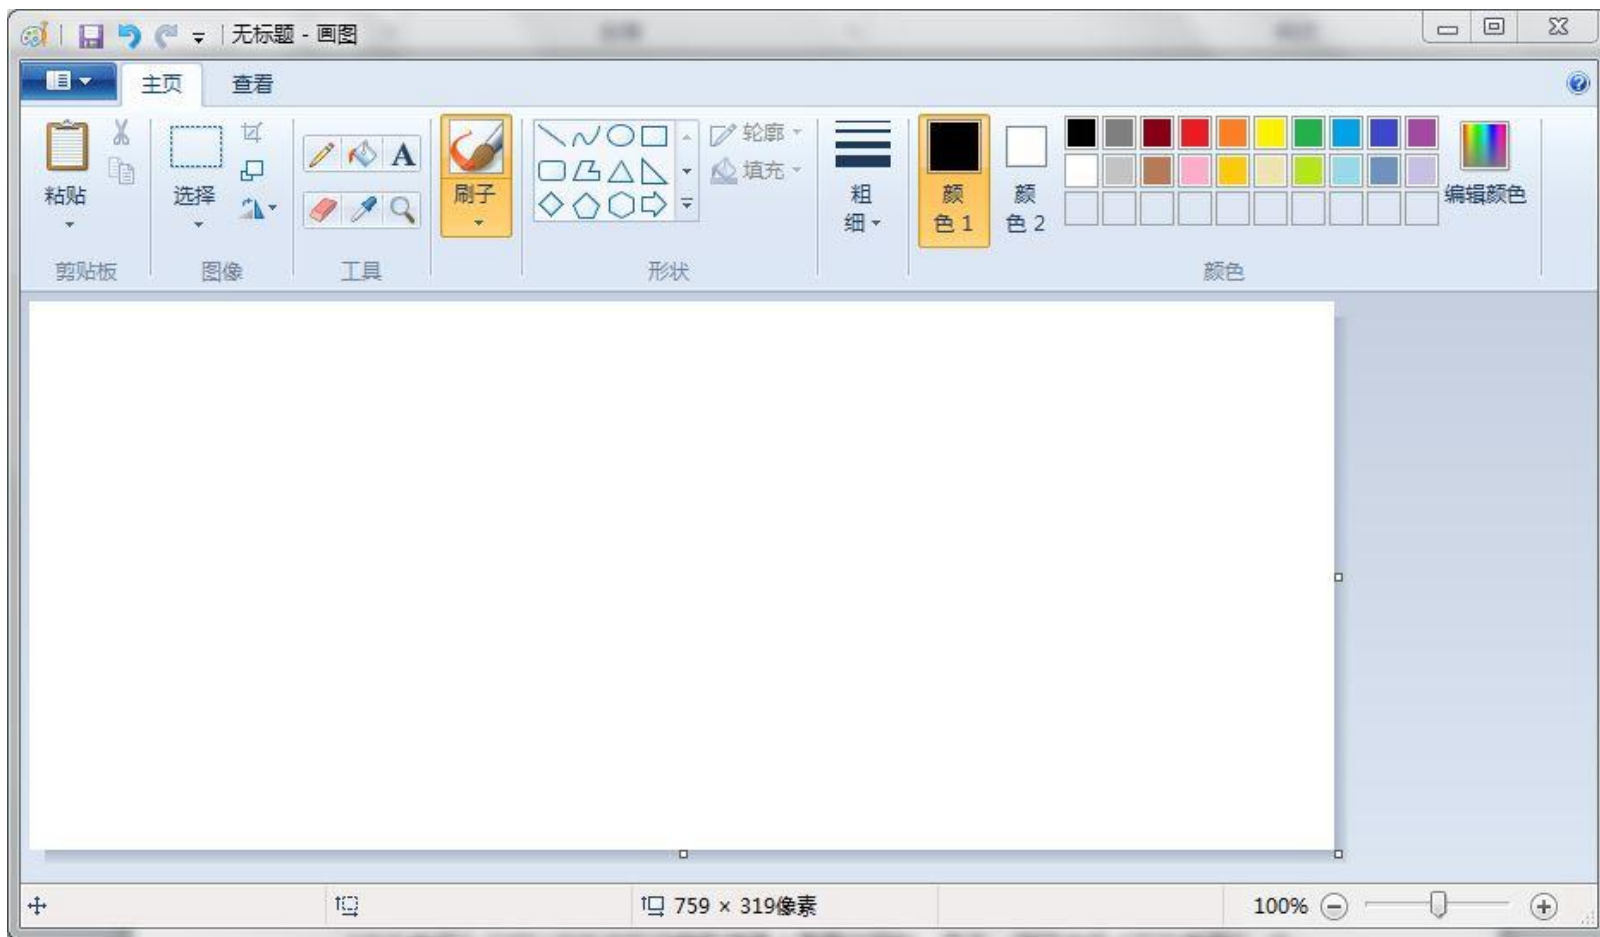 无标题 - 画图
主页 查看
粘贴
选择
A
刷子
轮廓
填充
粗
细
颜
色 1
颜
色 2
编辑颜色
剪贴板 图像 工具 形状 颜色
759 × 319像素 100%